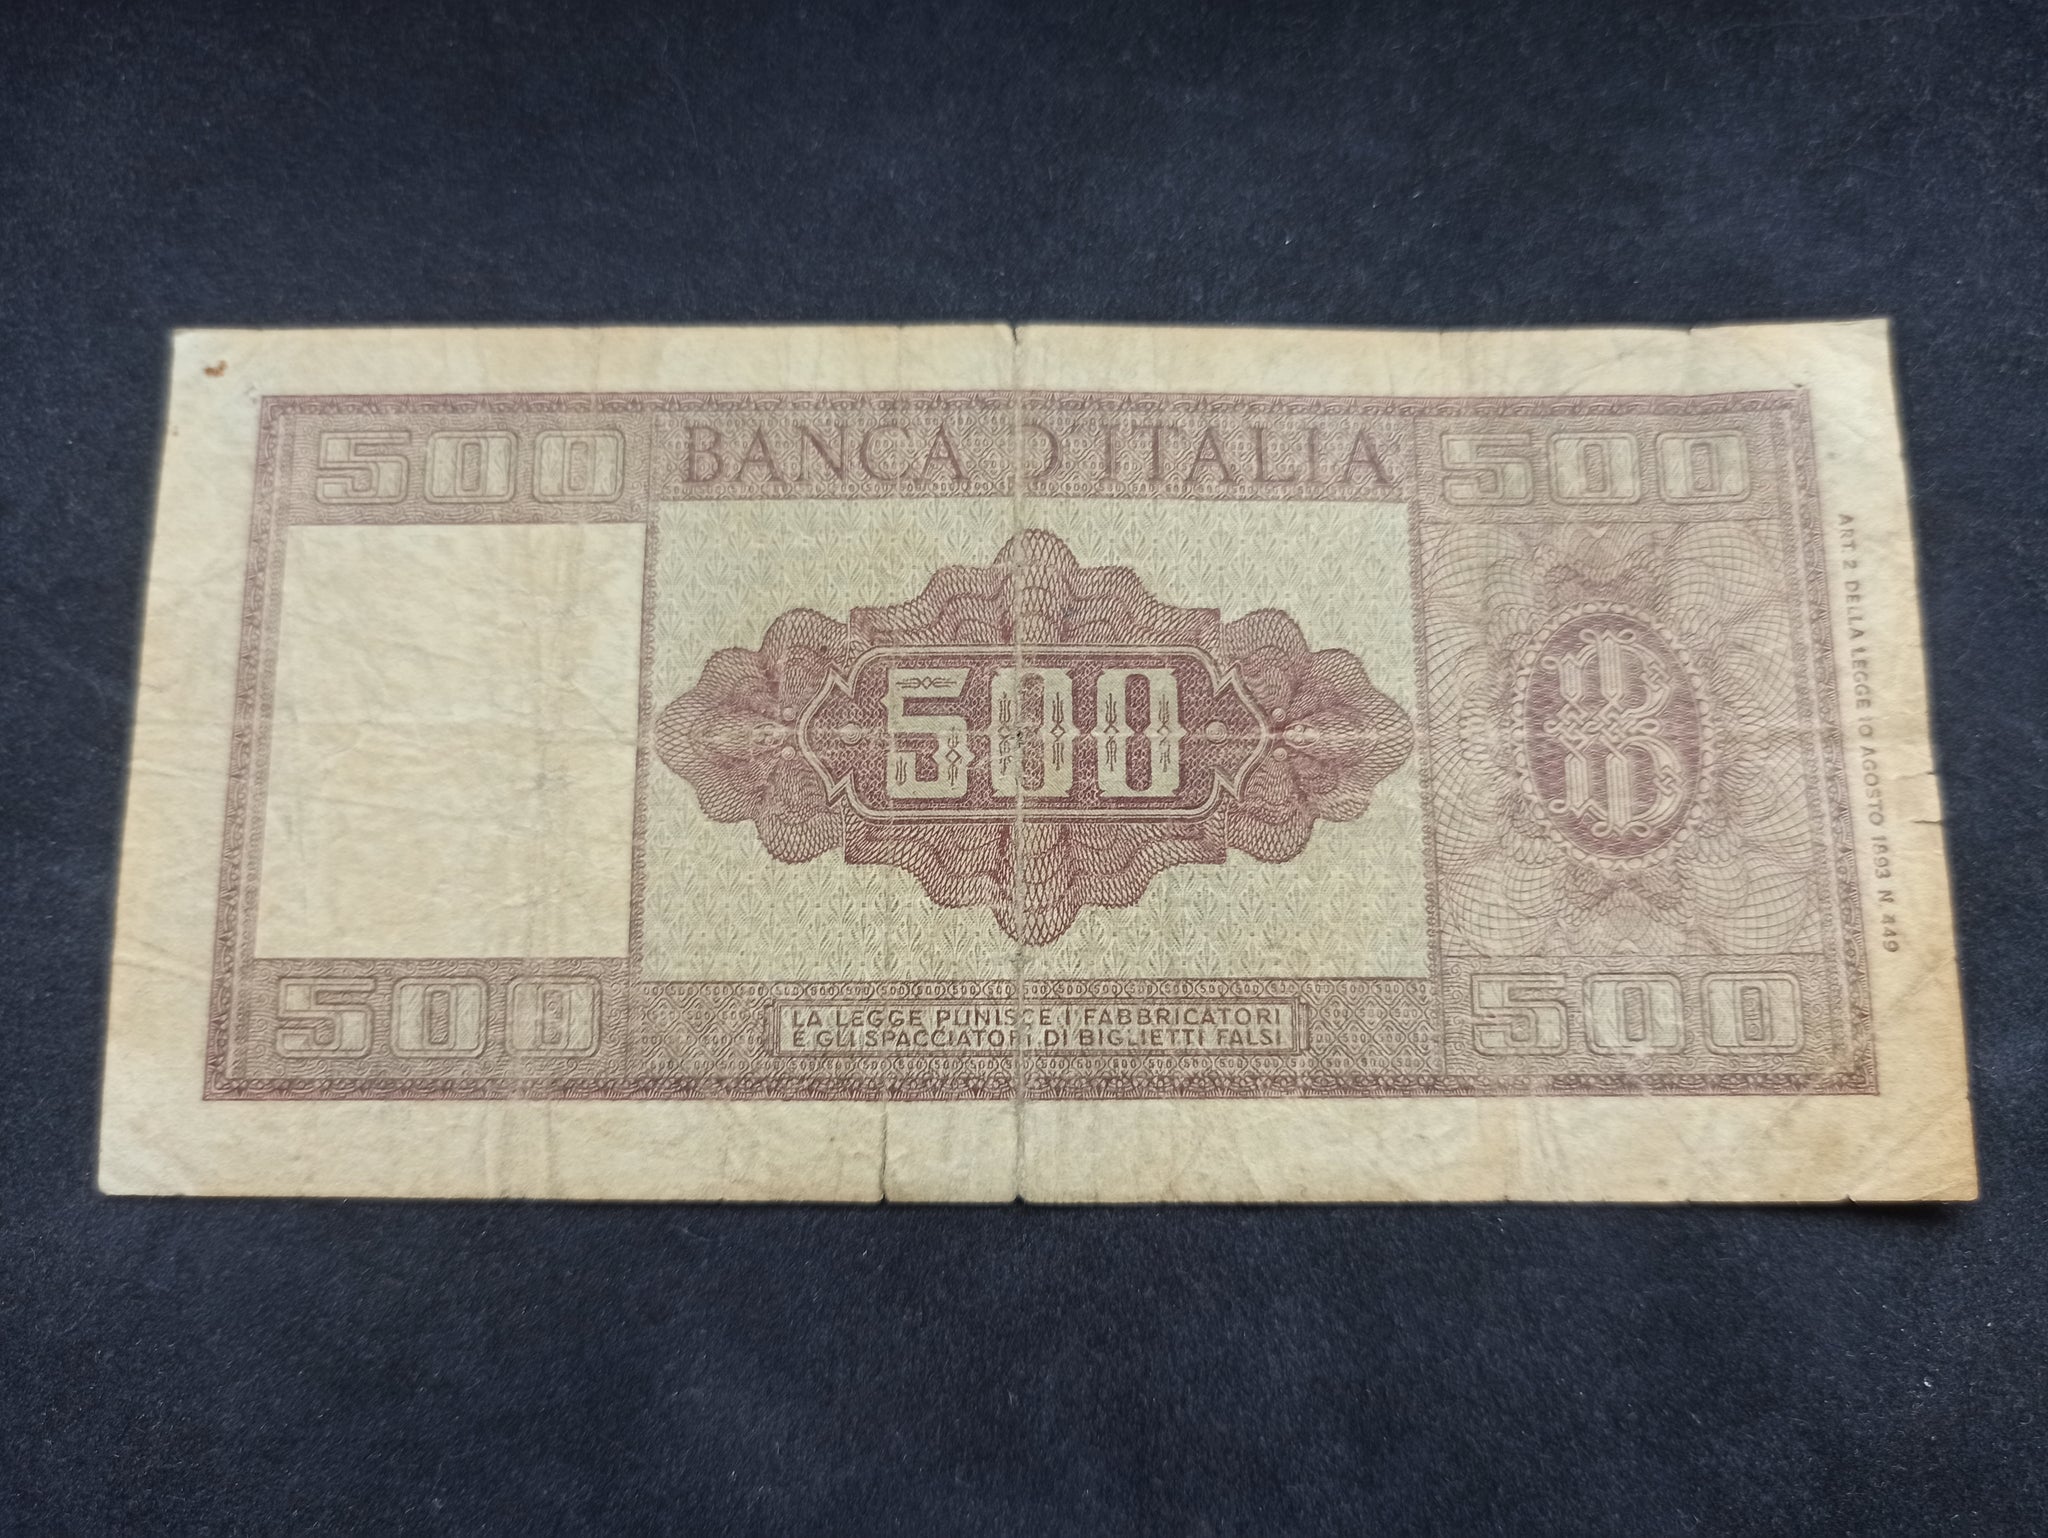 500 BANCA D'ITALIA 500
500
B
500 LA LEGGE PUNISCE I FABBRICATORI 500
E GLI SPACCIATORI DI BIGLIETTI FALSI
ART. 2 DELLA LEGGE 10 AGOSTO 1893 N. 449